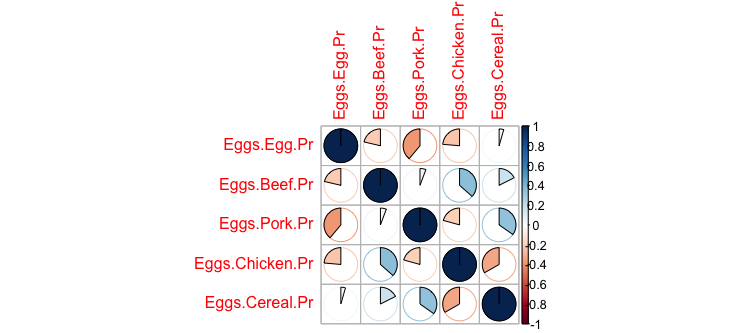 Eggs.Egg.Pr
Eggs.Beef.Pr
Eggs.Pork.Pr
Eggs.Chicken.Pr
Eggs.Cereal.Pr
Eggs.Egg.Pr
Eggs.Beef.Pr
Eggs.Pork.Pr
Eggs.Chicken.Pr
Eggs.Cereal.Pr
1
0.8
0.6
0.4
0.2
0
-0.2
-0.4
-0.6
-0.8
-1